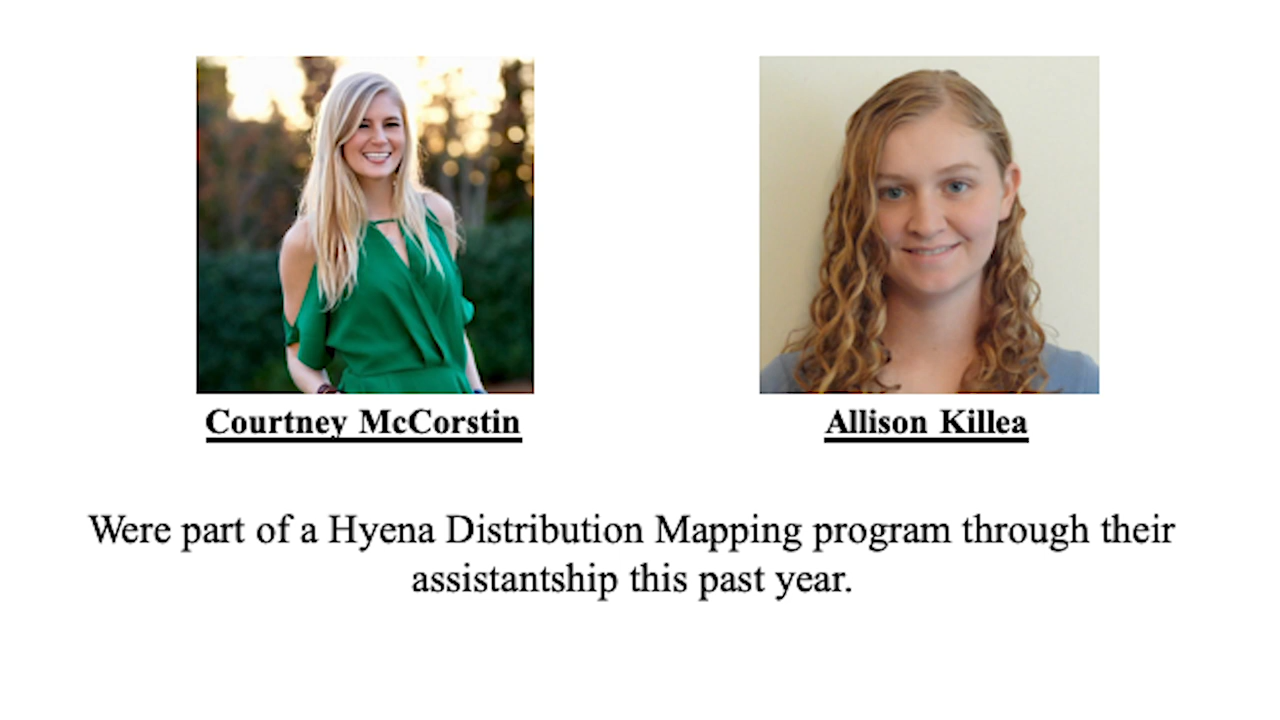 Courtney McCorstin
Allison Killea
Were part of a Hyena Distribution Mapping program through their
assistantship this past year.